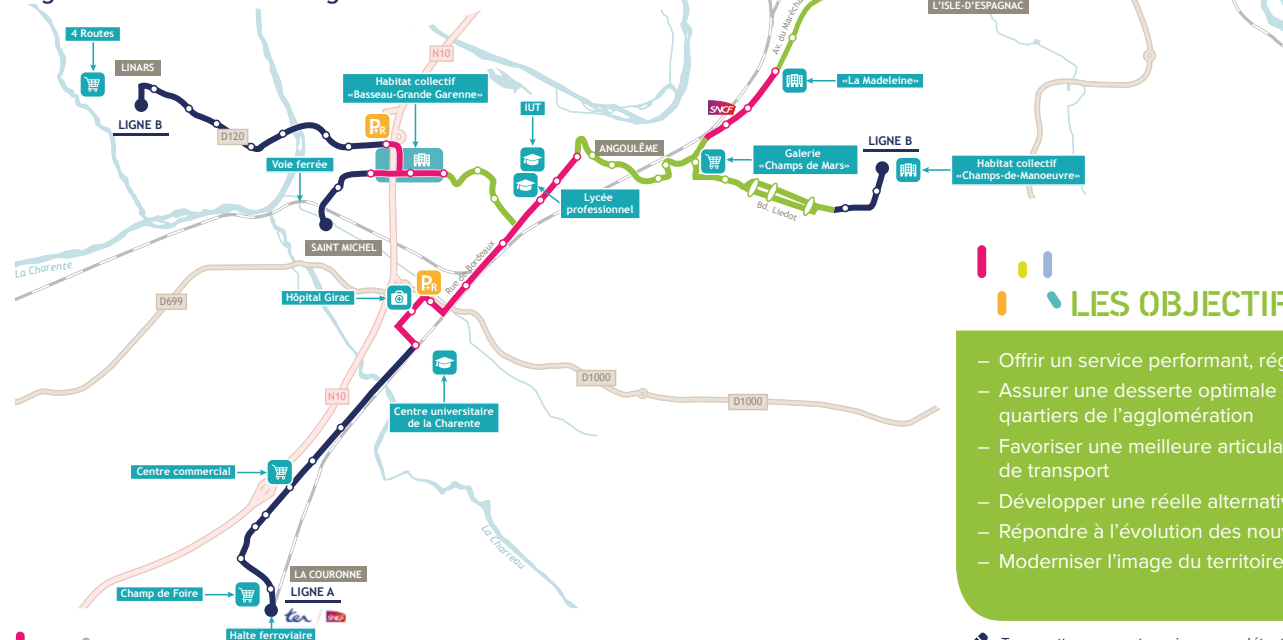 L'ISLE-D'ESPAGNAC
Av. du Marécha
4 Routes
N10
LINARS
Habitat collectif
«Basseau-Grande Garenne»
«La Madeleine»
SNCF
IUT
LIGNE B
P+R
D120
LIGNE B
ANGOULÊME
Galerie
«Champs de Mars»
Habitat collectif
«Champs-de-Manoeuvre»
Voie ferrée
Lycée
professionnel
Bd. Liedot
SAINT MICHEL
La Charente
Rue de Bordeaux
P+R
Hôpital Girac
D699
LES OBJECTIF
– Offrir un service performant, rég
– Assurer une desserte optimale
quartiers de l'agglomération
– Favoriser une meilleure articula
de transport
– Développer une réelle alternativ
– Répondre à l'évolution des nouv
– Moderniser l'image du territoire
D1000
N10
D1000
Centre universitaire
de la Charente
Centre commercial
La Charreau
LA COURONNE
LIGNE A
Champ de Foire
ter / SNCF
Halte ferroviaire